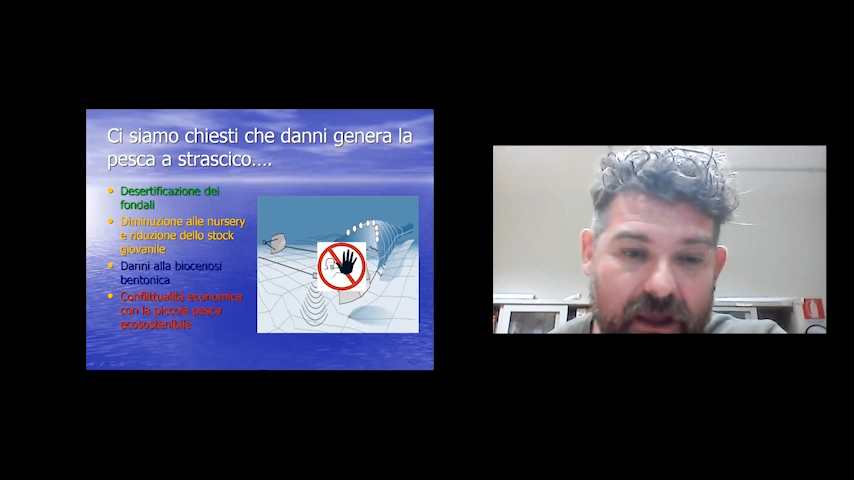 Ci siamo chiesti che danni genera la
pesca a strascico….
• Desertificazione dei
fondali
• Diminuzione alle nursery
e riduzione dello stock
giovanile
• Danni alla biocenosi
bentonica
• Conflittualità economica
con la piccola pesca
ecosostenibile